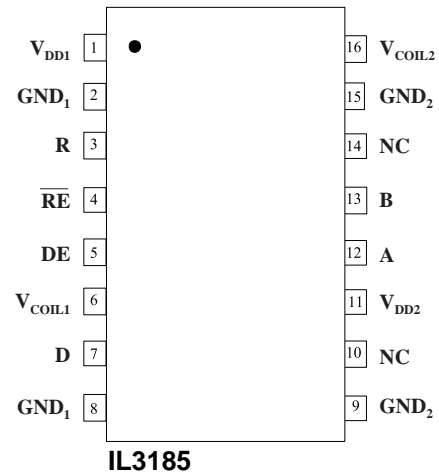 V_DD1 1 16 V_COIL2
GND_1 2 15 GND_2
R 3 14 NC
R̅E̅ 4 13 B
DE 5 12 A
V_COIL1 6 11 V_DD2
D 7 10 NC
GND_1 8 9 GND_2
IL3185